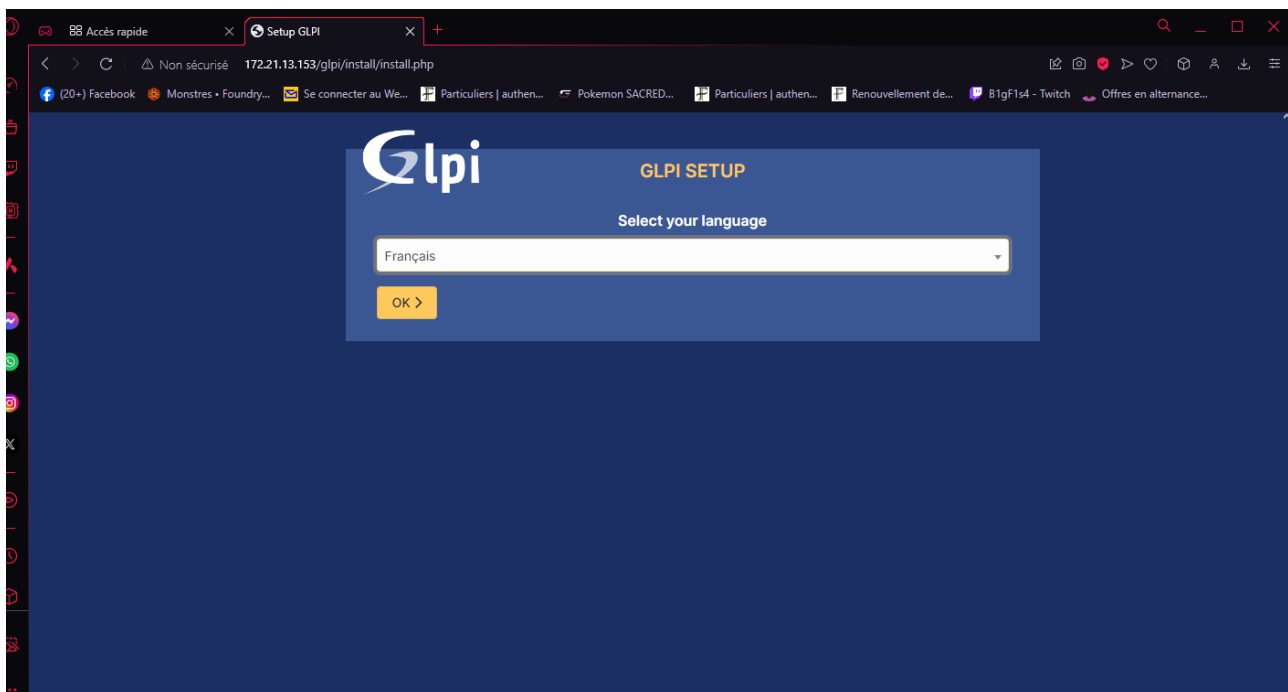 Accès rapide Setup GLPI
Non sécurisé 172.21.13.153/glpi/install/install.php
(20+) Facebook Monstres • Foundry... Se connecter au We... Particuliers | authen... Pokemon SACRED... Particuliers | authen... Renouvellement de... B1gF1s4 - Twitch Offres en alternance...
Glpi
GLPI SETUP
Select your language
Français
OK